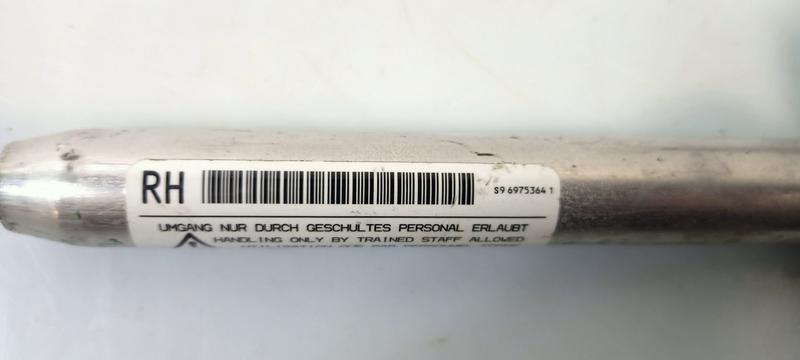 RH
S9 6975364 1
UMGANG NUR DURCH GESCHULTES PERSONAL ERLAUBT
HANDLING ONLY BY TRAINED STAFF ALLOWED